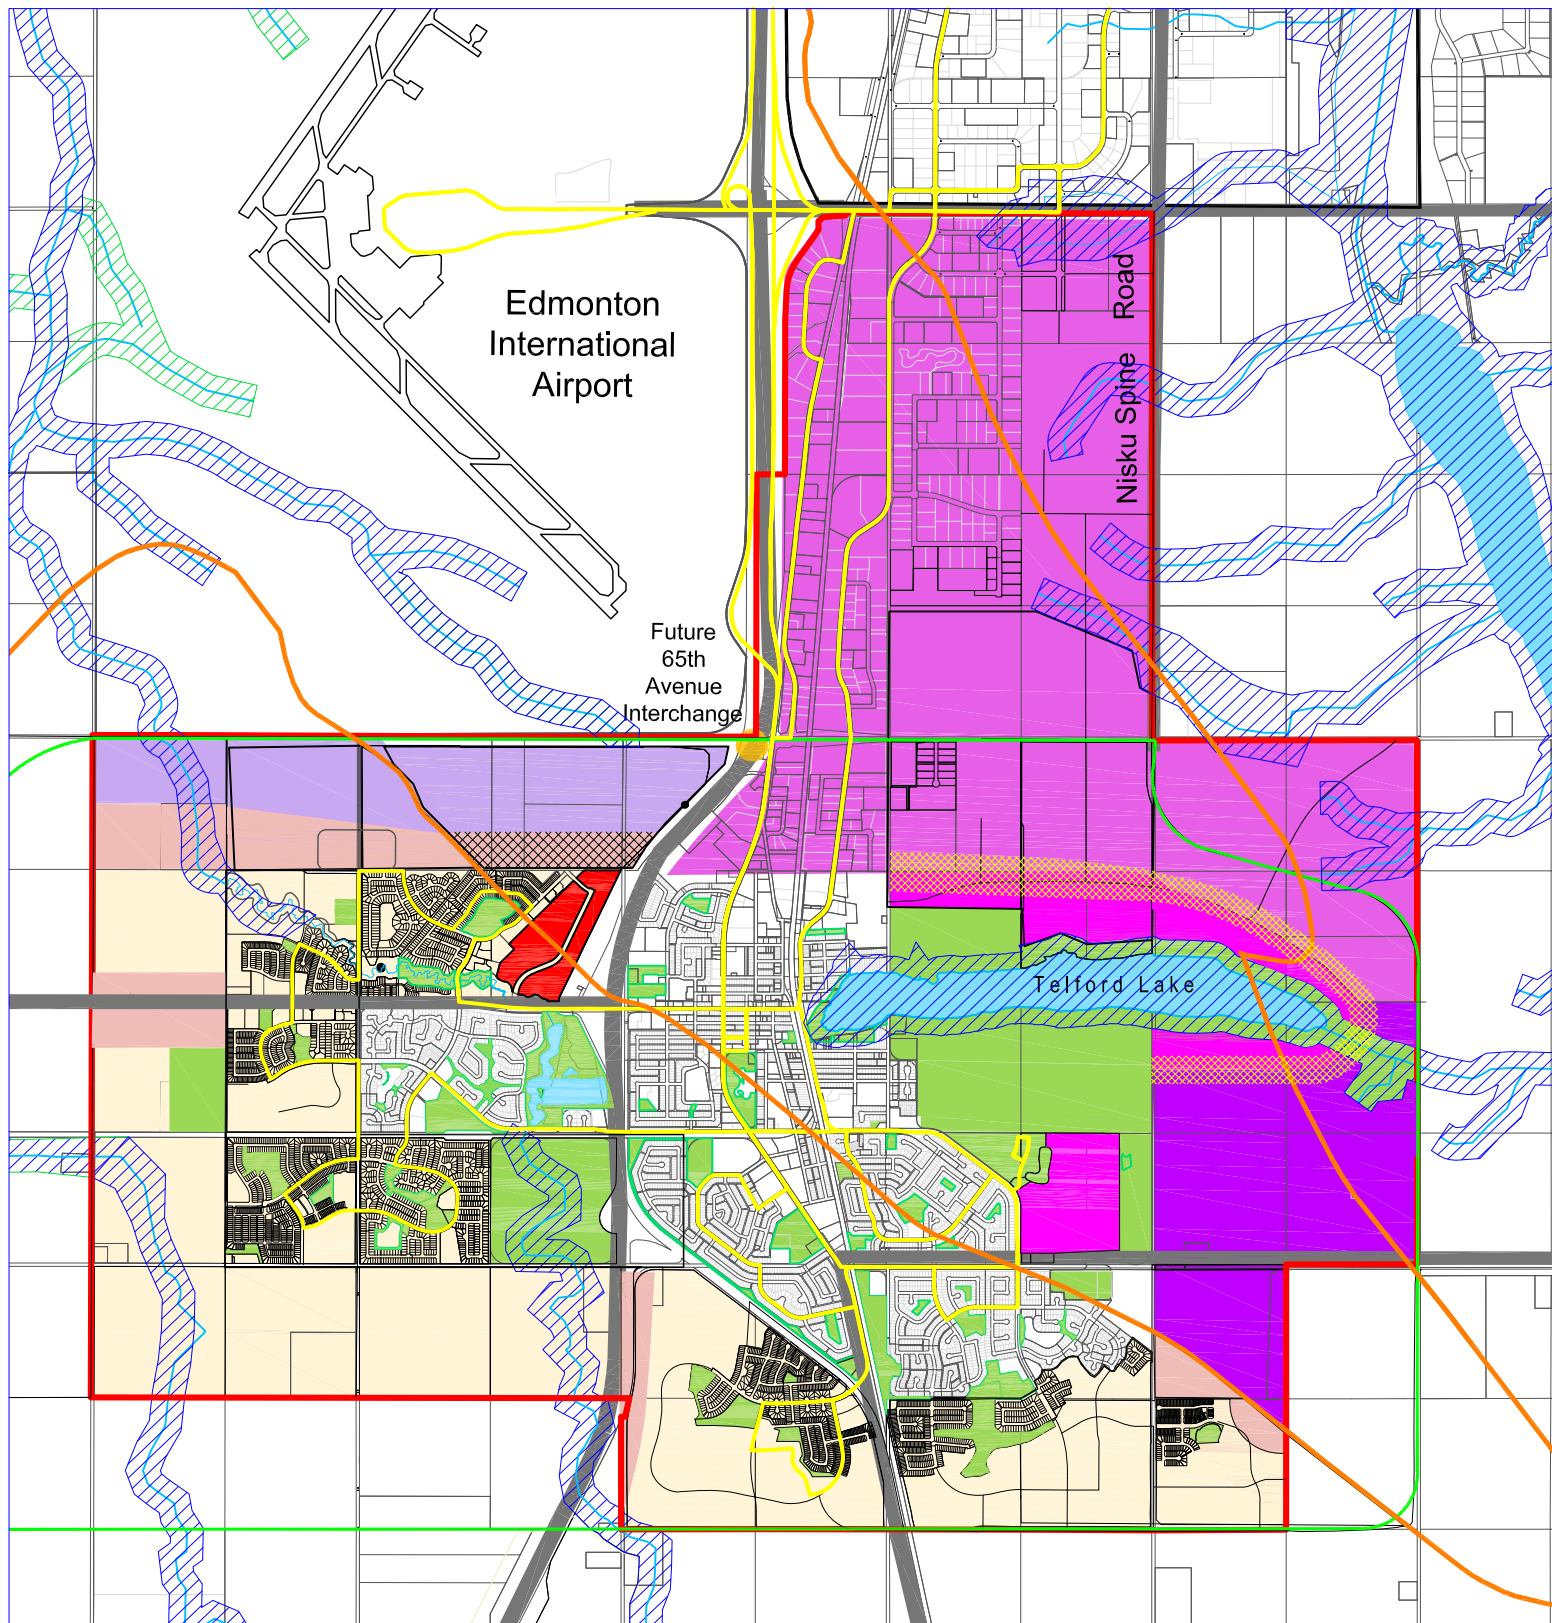 Edmonton
International
Airport
Nisku Spine Road
Future
65th
Avenue
Interchange
Telford Lake